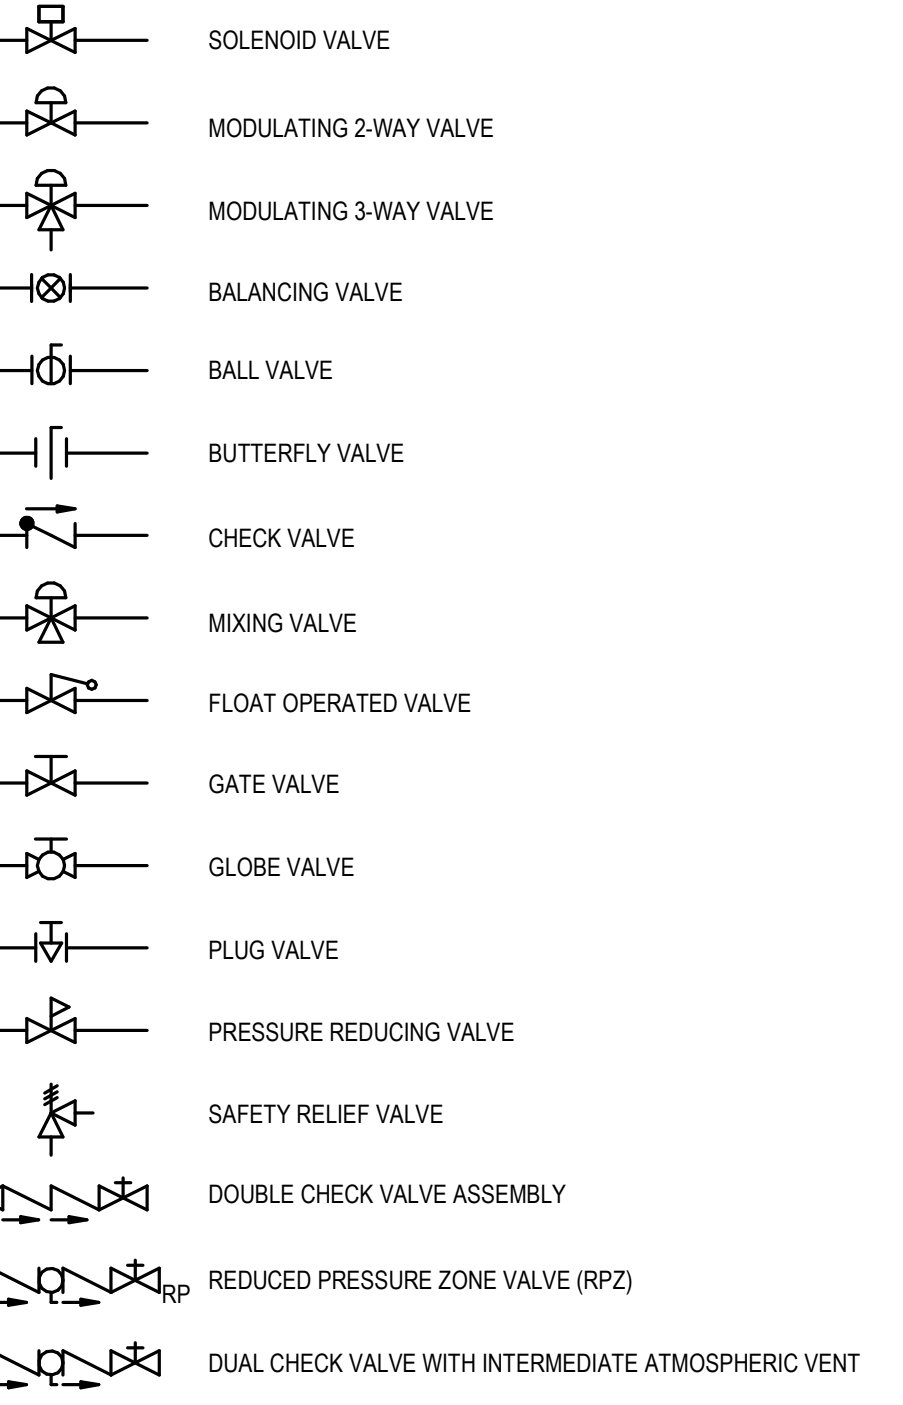 SOLENOID VALVE
MODULATING 2-WAY VALVE
MODULATING 3-WAY VALVE
BALANCING VALVE
BALL VALVE
BUTTERFLY VALVE
CHECK VALVE
MIXING VALVE
FLOAT OPERATED VALVE
GATE VALVE
GLOBE VALVE
PLUG VALVE
PRESSURE REDUCING VALVE
SAFETY RELIEF VALVE
DOUBLE CHECK VALVE ASSEMBLY
RP REDUCED PRESSURE ZONE VALVE (RPZ)
DUAL CHECK VALVE WITH INTERMEDIATE ATMOSPHERIC VENT